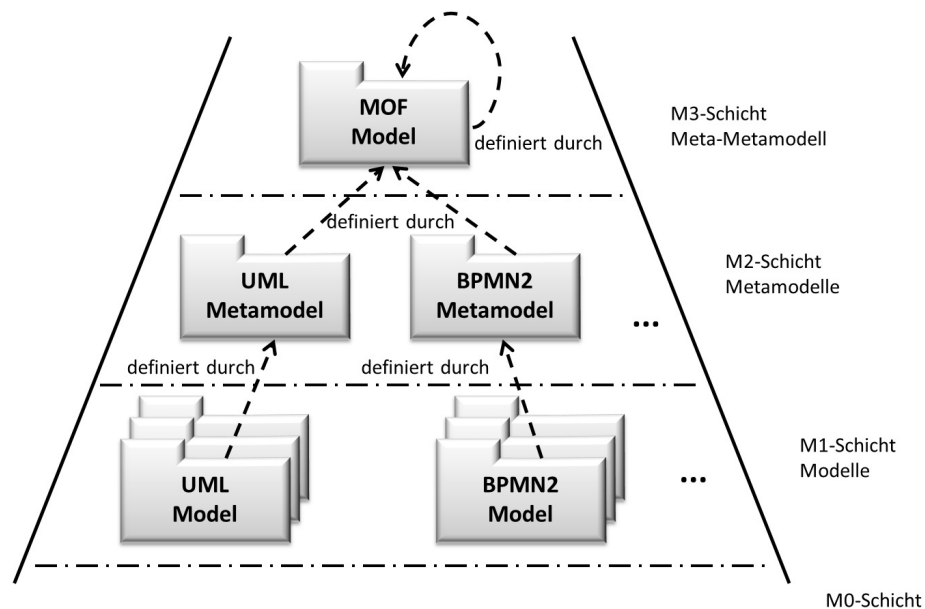 MOF
Model
definiert durch
M3-Schicht
Meta-Metamodell
definiert durch
UML
Metamodel
BPMN2
Metamodel
...
M2-Schicht
Metamodelle
definiert durch
definiert durch
UML
Model
BPMN2
Model
...
M1-Schicht
Modelle
M0-Schicht